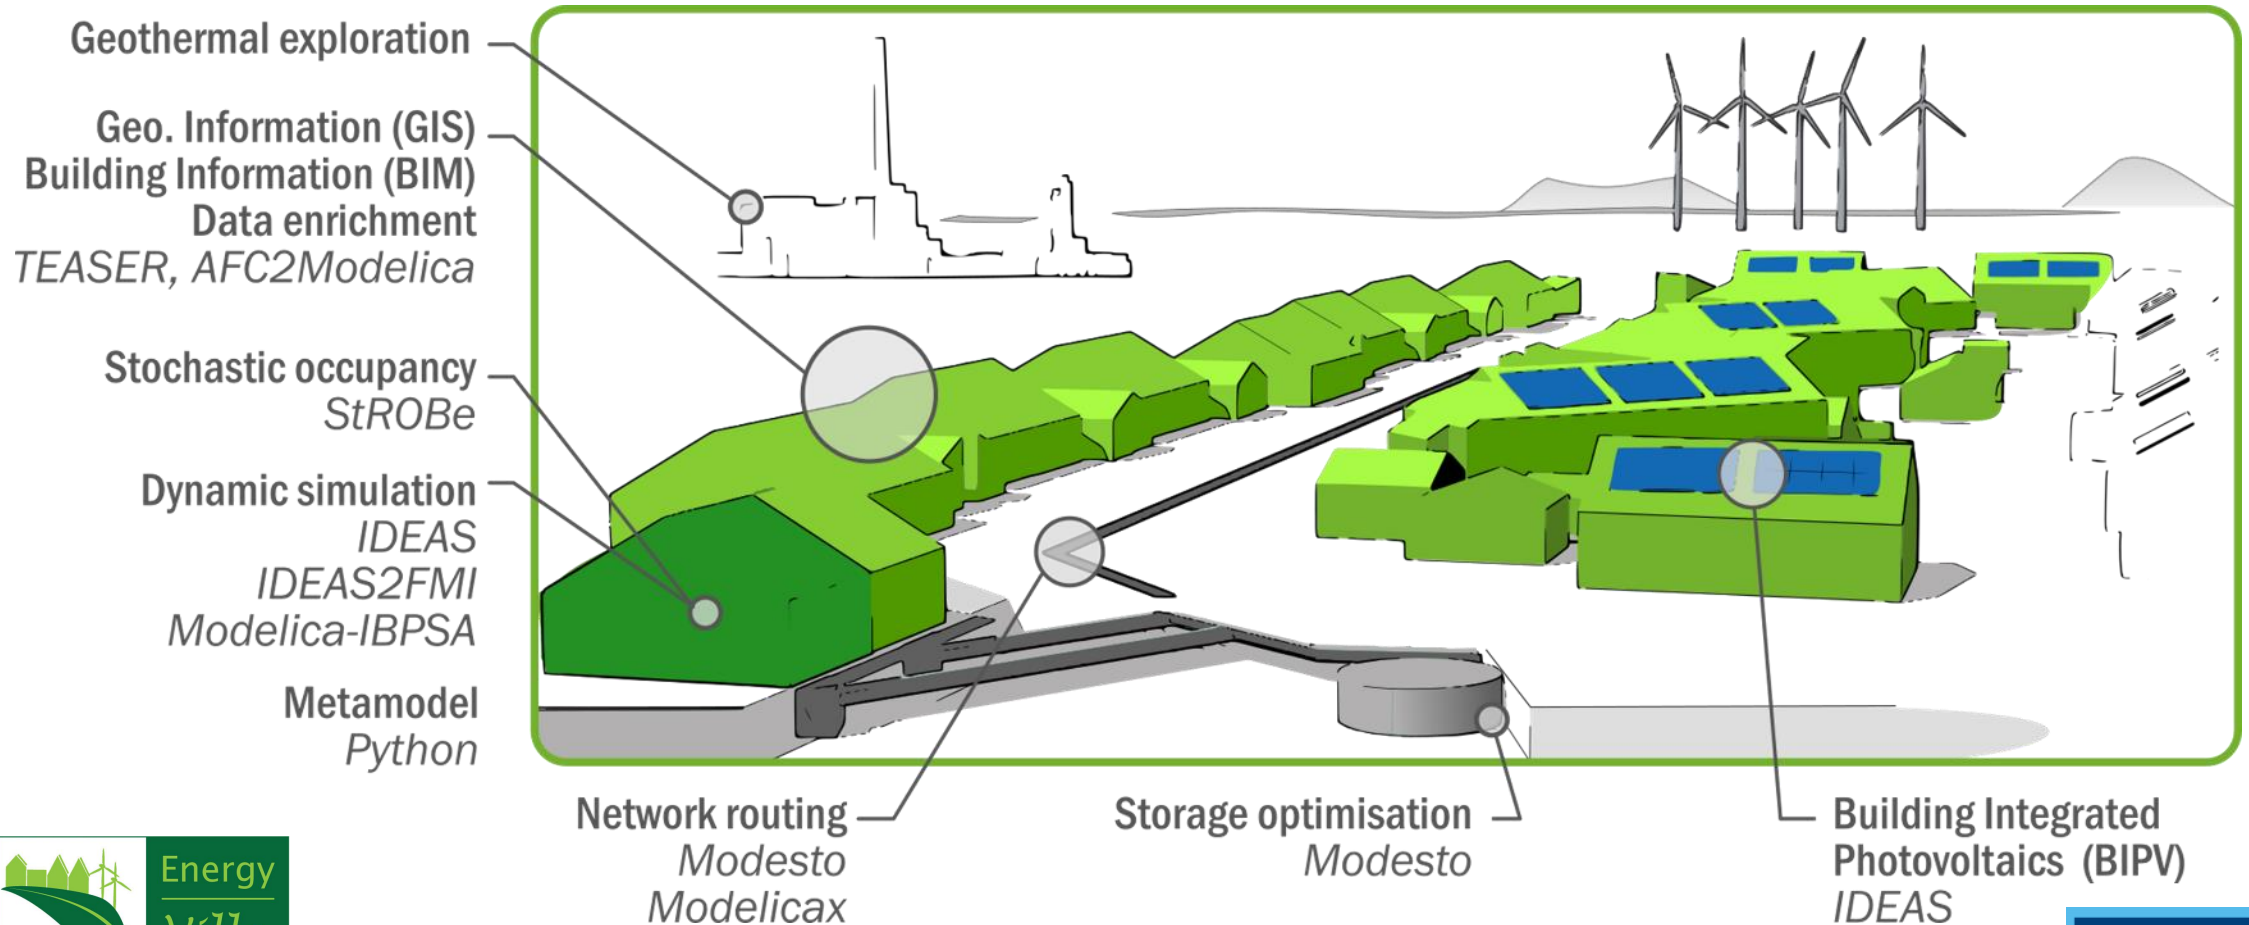 Geothermal exploration
Geo. Information (GIS)
Building Information (BIM)
Data enrichment
TEASER, AFC2Modelica
Stochastic occupancy
StROBe
Dynamic simulation
IDEAS
IDEAS2FMI
Modelica-IBPSA
Metamodel
Python
Network routing
Modesto
Modelicax
Storage optimisation
Modesto
Building Integrated
Photovoltaics (BIPV)
IDEAS
Energy